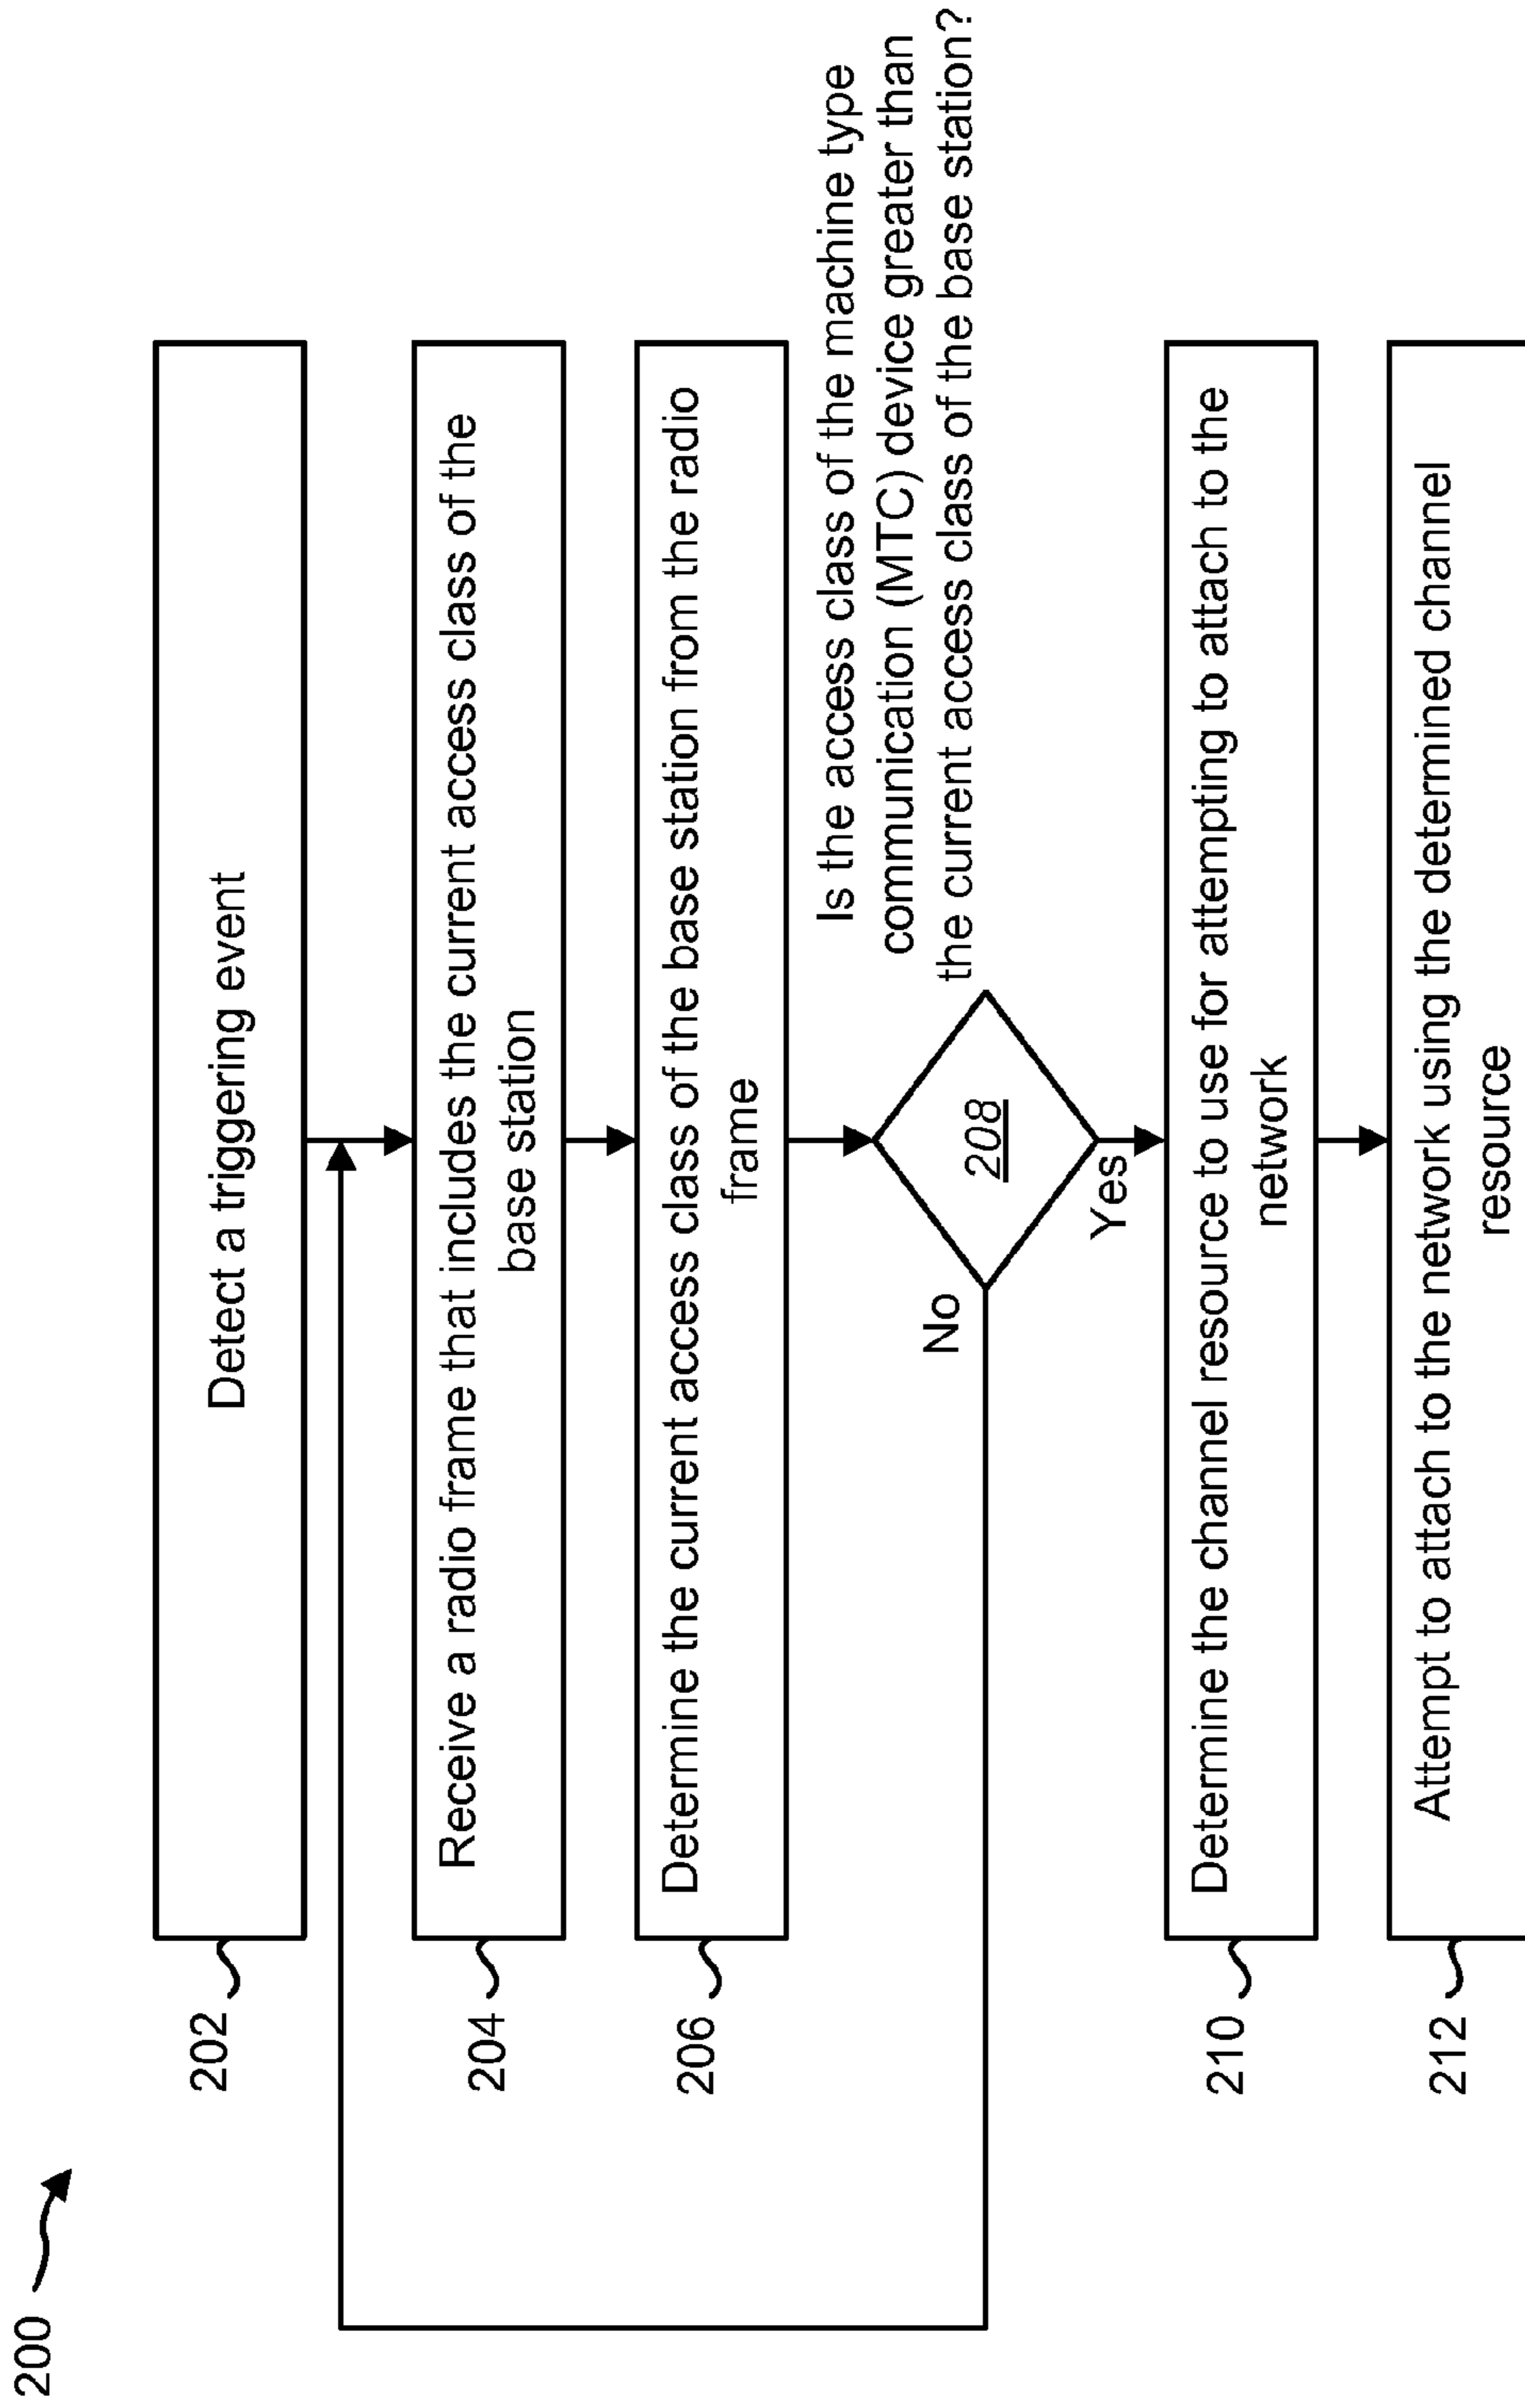 200
202
Detect a triggering event
204
Receive a radio frame that includes the current access class of the
base station
206
Determine the current access class of the base station from the radio
frame
Is the access class of the machine type
communication (MTC) device greater than
the current access class of the base station?
208
No
Yes
210
Determine the channel resource to use for attempting to attach to the
network
212
Attempt to attach to the network using the determined channel
resource